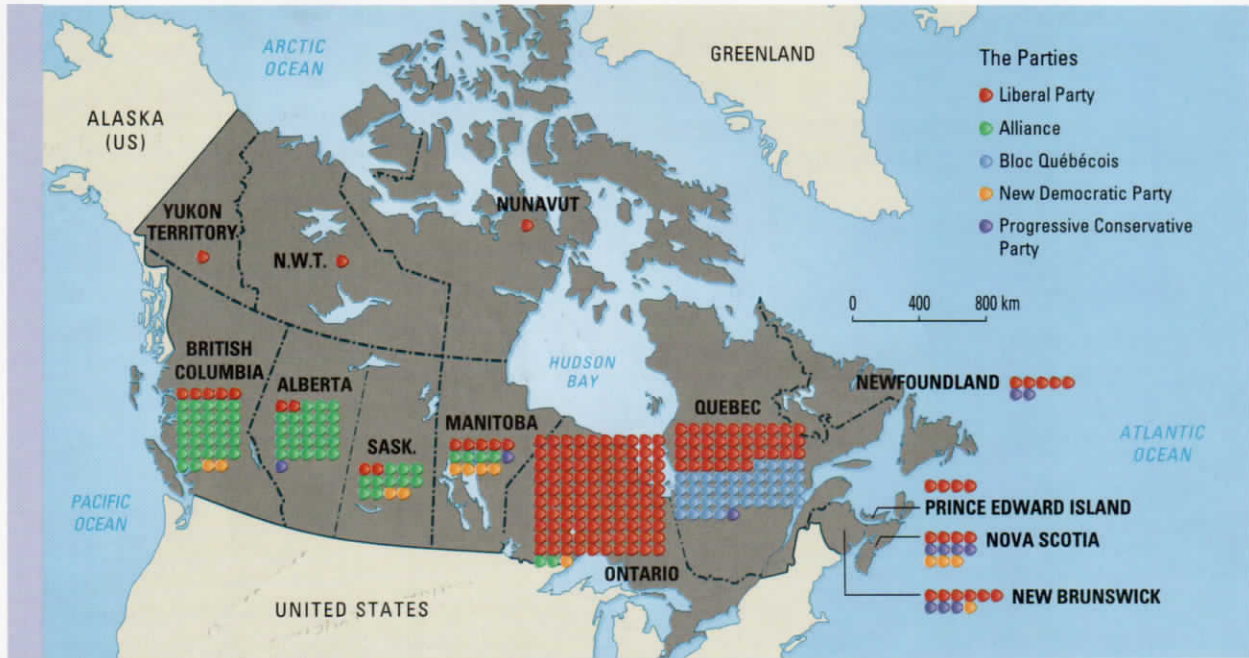 ARCTIC
OCEAN
GREENLAND
The Parties
Liberal Party
Alliance
Bloc Québécois
New Democratic Party
Progressive Conservative
Party
ALASKA
(US)
YUKON
TERRITORY
N.W.T.
NUNAVUT
0 400 800 km
BRITISH
COLUMBIA
ALBERTA
SASK.
MANITOBA
HUDSON
BAY
ONTARIO
QUEBEC
NEWFOUNDLAND
ATLANTIC
OCEAN
PRINCE EDWARD ISLAND
NOVA SCOTIA
NEW BRUNSWICK
PACIFIC
OCEAN
UNITED STATES